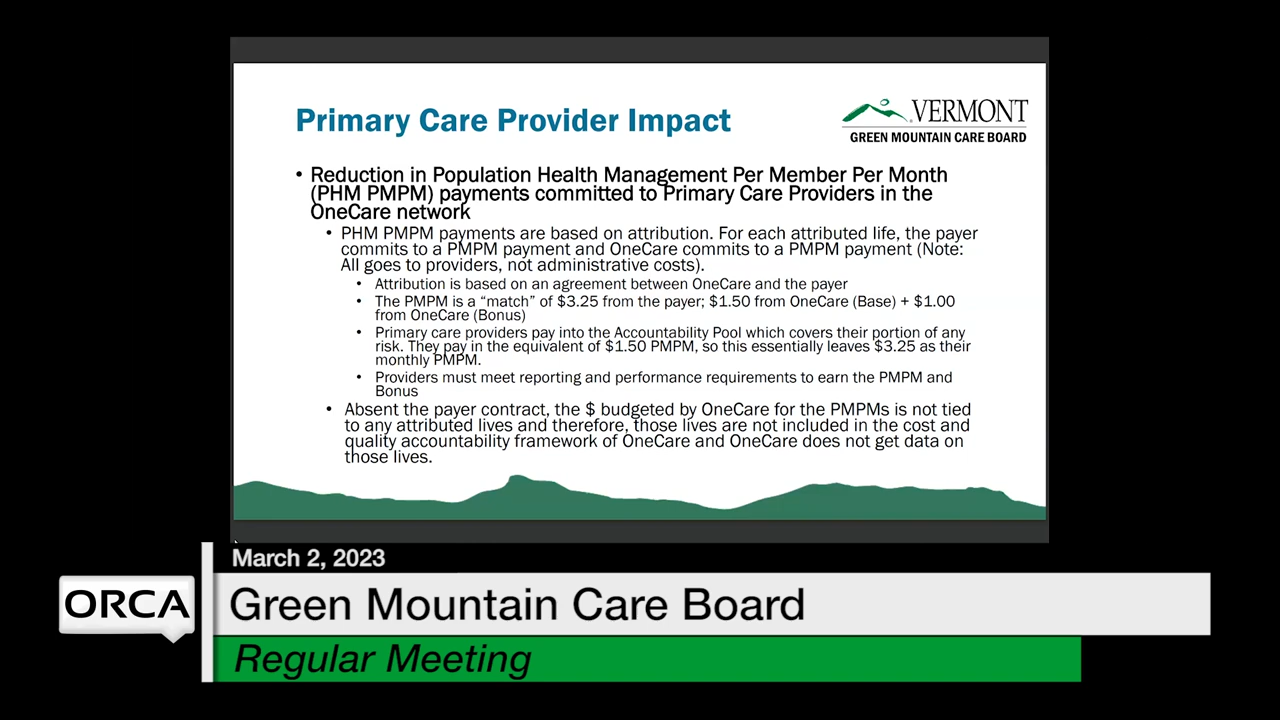 Primary Care Provider Impact
VERMONT
GREEN MOUNTAIN CARE BOARD
• Reduction in Population Health Management Per Member Per Month
(PHM PMPM) payments committed to Primary Care Providers in the
OneCare network
• PHM PMPM payments are based on attribution. For each attributed life, the payer
commits to a PMPM payment and OneCare commits to a PMPM payment (Note:
All goes to providers, not administrative costs).
• Attribution is based on an agreement between OneCare and the payer
• The PMPM is a “match” of $3.25 from the payer; $1.50 from OneCare (Base) + $1.00
from OneCare (Bonus)
• Primary care providers pay into the Accountability Pool which covers their portion of any
risk. They pay in the equivalent of $1.50 PMPM, so this essentially leaves $3.25 as their
monthly PMPM.
• Providers must meet reporting and performance requirements to earn the PMPM and
Bonus
• Absent the payer contract, the $ budgeted by OneCare for the PMPMs is not tied
to any attributed lives and therefore, those lives are not included in the cost and
quality accountability framework of OneCare and OneCare does not get data on
those lives.
March 2, 2023
ORCA
Green Mountain Care Board
Regular Meeting